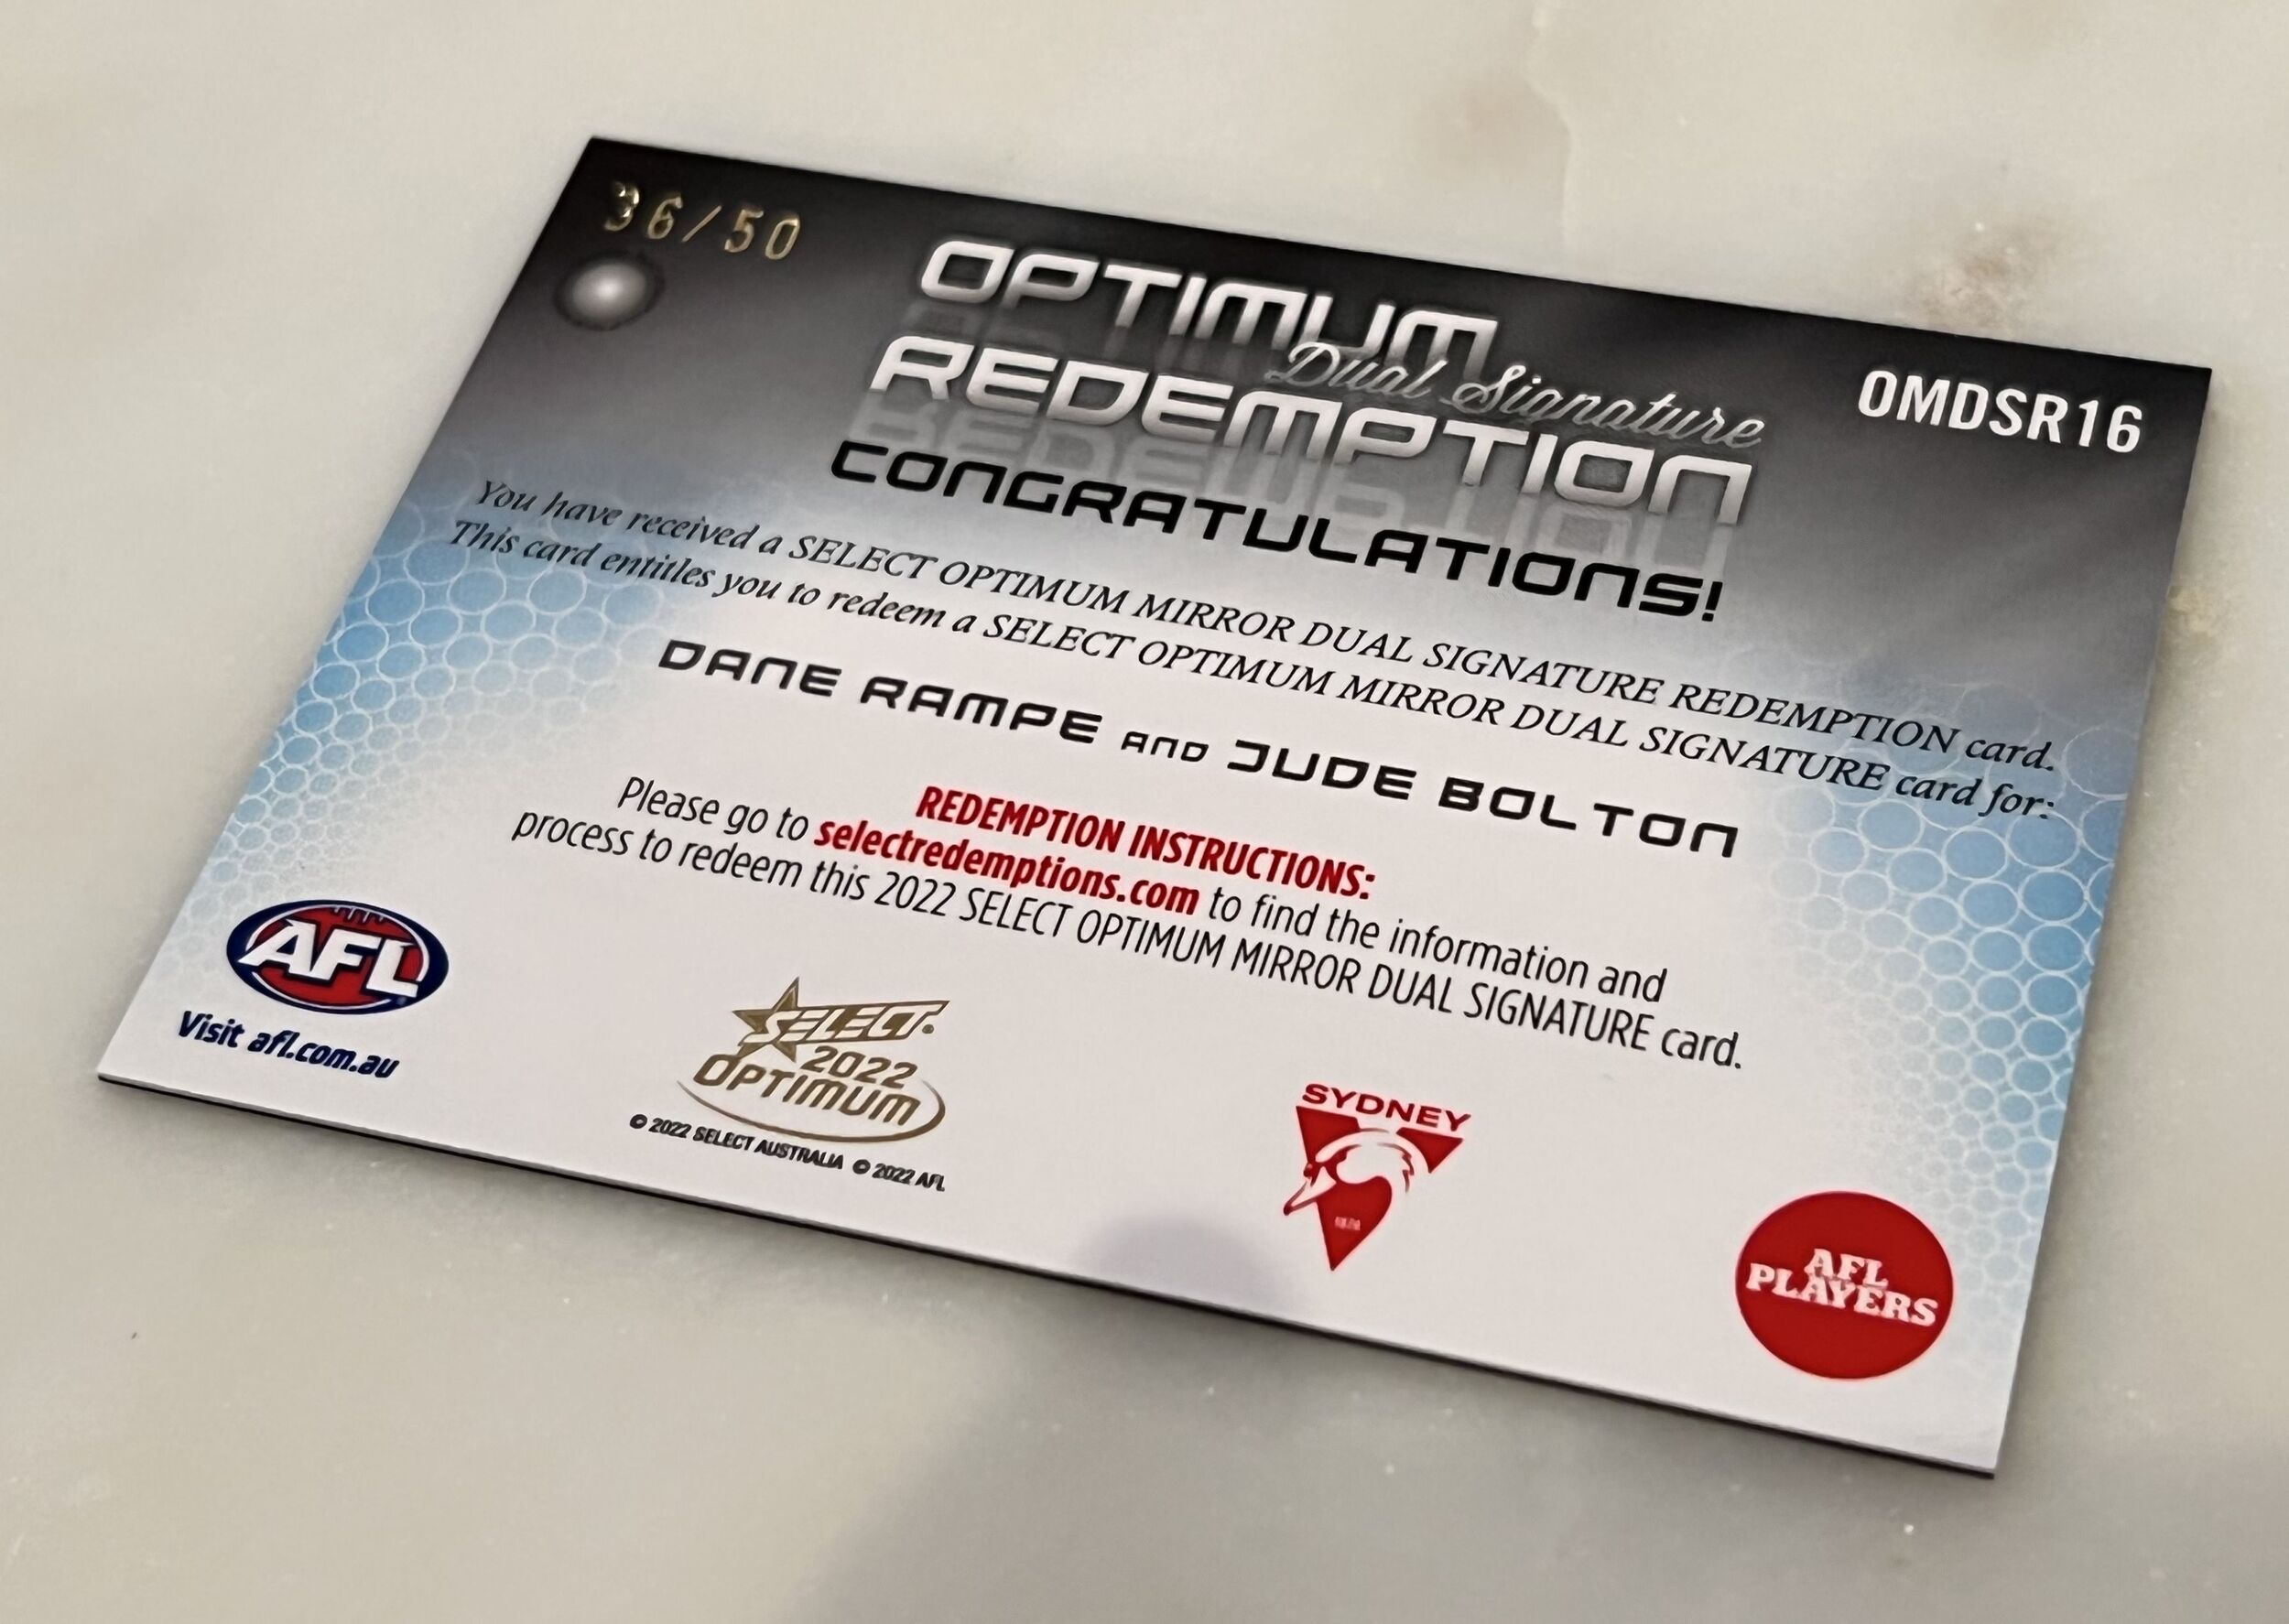 36/50
OPTIMUM
Dual Signature
REDEMPTION
OMDSR16
CONGRATULATIONS!
You have received a SELECT OPTIMUM MIRROR DUAL SIGNATURE REDEMPTION card.
This card entitles you to redeem a SELECT OPTIMUM MIRROR DUAL SIGNATURE card for:
DANE RAMPE AND JUDE BOLTON
REDEMPTION INSTRUCTIONS:
Please go to selectredemptions.com to find the information and
process to redeem this 2022 SELECT OPTIMUM MIRROR DUAL SIGNATURE card.
AFL
Visit afl.com.au
SELECT.
2022
OPTIMUM
© 2022 SELECT AUSTRALIA © 2022 AFL
SYDNEY
AFL
PLAYERS